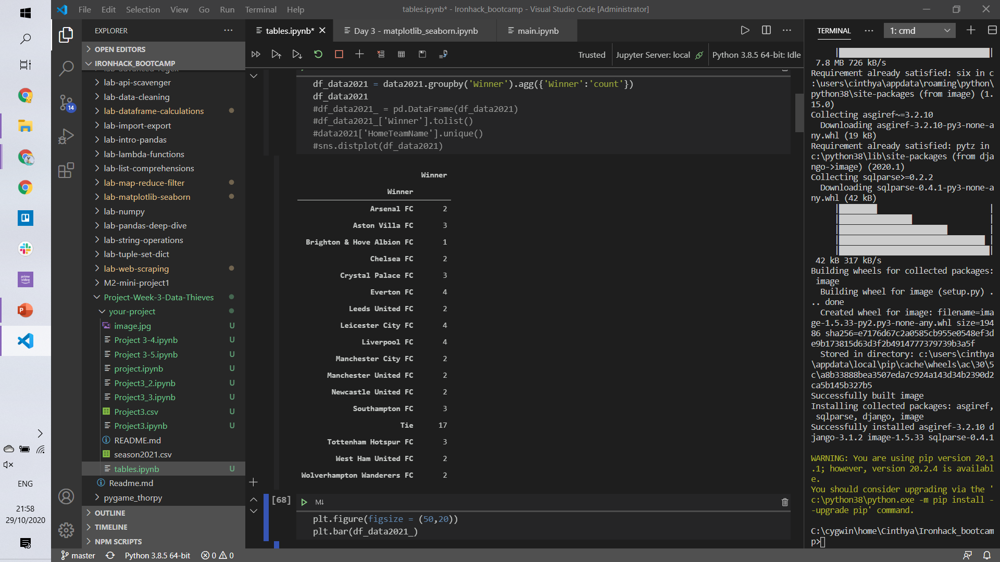 File Edit Selection View Go Run Terminal Help
tables.ipynb* - Ironhack_bootcamp - Visual Studio Code [Administrator]
EXPLORER
OPEN EDITORS
IRONHACK_BOOTCAMP
lab-advanced-regex
lab-api-scavenger
lab-data-cleaning
lab-dataframe-calculations
lab-import-export
lab-intro-pandas
lab-lambda-functions
lab-list-comprehensions
lab-map-reduce-filter
lab-matplotlib-seaborn
lab-numpy
lab-pandas-deep-dive
lab-string-operations
lab-tuple-set-dict
lab-web-scraping
M2-mini-project1
Project-Week-3-Data-Thieves
your-project
image.jpg U
Project 3-4.ipynb U
Project 3-5.ipynb U
project.ipynb U
Project3_2.ipynb U
Project3_3.ipynb U
Project3.csv U
Project3.ipynb U
README.md
season2021.csv
tables.ipynb U
Readme.md
pygame_thorpy
OUTLINE
TIMELINE
NPM SCRIPTS
14
prime video
ENG
21:58
29/10/2020
tables.ipynb* Day 3 - matplotlib_seaborn.ipynb main.ipynb
Trusted Jupyter Server: local Python 3.8.5 64-bit: Idle
df_data2021 = data2021.groupby('Winner').agg({'Winner':'count'})
df_data2021
#df_data2021_ = pd.DataFrame(df_data2021)
#df_data2021_['Winner'].tolist()
#data2021['HomeTeamName'].unique()
#sns.distplot(df_data2021)
Winner
Winner
Arsenal FC 2
Aston Villa FC 3
Brighton & Hove Albion FC 1
Chelsea FC 2
Crystal Palace FC 3
Everton FC 4
Leeds United FC 2
Leicester City FC 4
Liverpool FC 4
Manchester City FC 2
Manchester United FC 2
Newcastle United FC 2
Southampton FC 3
Tie 17
Tottenham Hotspur FC 3
West Ham United FC 2
Wolverhampton Wanderers FC 2
[68] M↓
plt.figure(figsize = (50,20))
plt.bar(df_data2021_)
TERMINAL 1: cmd
7.8 MB 726 kB/s
Requirement already satisfied: six in c
:\users\cinthya\appdata\roaming\python\
python38\site-packages (from image) (1.
15.0)
Collecting asgiref~=3.2.10
Downloading asgiref-3.2.10-py3-none-a
ny.whl (19 kB)
Requirement already satisfied: pytz in
c:\python38\lib\site-packages (from dja
ngo->image) (2020.1)
Collecting sqlparse>=0.2.2
Downloading sqlparse-0.4.1-py3-none-a
ny.whl (42 kB)
42 kB 317 kB/s
Building wheels for collected packages:
image
Building wheel for image (setup.py) .
.. done
Created wheel for image: filename=ima
ge-1.5.33-py2.py3-none-any.whl size=194
86 sha256=e7176d67c2a0585cb955e0548ef3d
e9b173815d63d3f2b4914777379739b3a5f
Stored in directory: c:\users\cinthya
\appdata\local\pip\cache\wheels\ac\30\5
c\a8b33888bea3507eda7c924a143d34b2390d2
ca5b145b327b5
Successfully built image
Installing collected packages: asgiref,
sqlparse, django, image
Successfully installed asgiref-3.2.10 d
jango-3.1.2 image-1.5.33 sqlparse-0.4.1
WARNING: You are using pip version 20.1
.1; however, version 20.2.4 is availabl
e.
You should consider upgrading via the '
c:\python38\python.exe -m pip install -
-upgrade pip' command.
C:\cygwin\home\Cinthya\Ironhack_bootcam
p>
master Python 3.8.5 64-bit 0 0